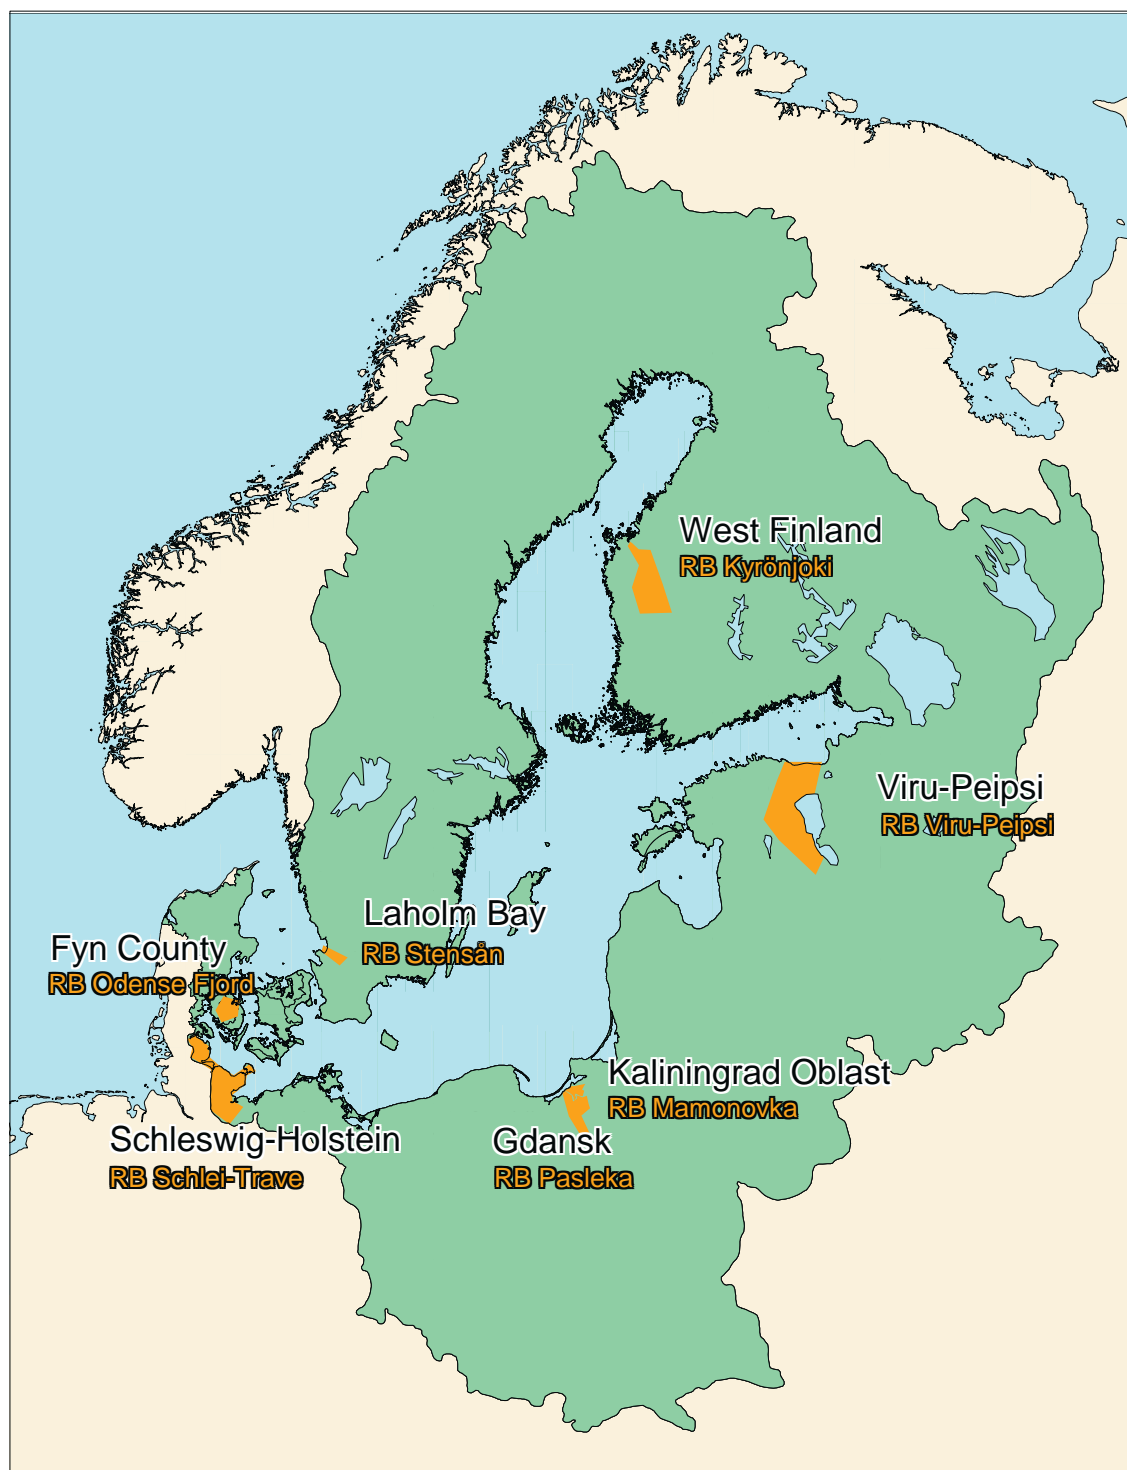 West Finland
RB Kyrönjoki
Viru-Peipsi
RB Viru-Peipsi
Laholm Bay
RB Stensån
Fyn County
RB Odense Fjord
Kaliningrad Oblast
RB Mamonovka
Schleswig-Holstein
RB Schlei-Trave
Gdansk
RB Pasleka